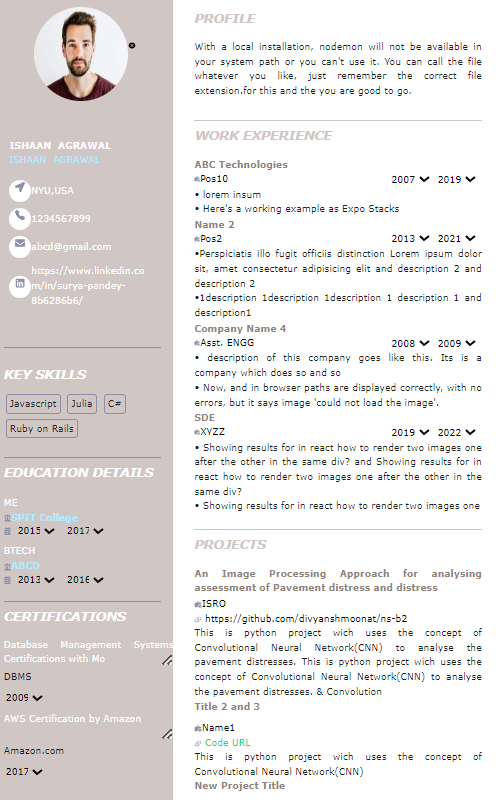 ISHAAN AGRAWAL
ISHAAN AGRAWAL
NYU,USA
1234567899
abcd@gmail.com
https://www.linkedin.co
m/in/surya-pandey-
8b6286b6/
KEY SKILLS
Javascript Julia C#
Ruby on Rails
EDUCATION DETAILS
ME
SPIT College
2015 2017
BTECH
ABCD
2013 2016
CERTIFICATIONS
Database Management Systems
Certifications with Mo
DBMS
2009
AWS Certification by Amazon
Amazon.com
2017
PROFILE
With a local installation, nodemon will not be available in
your system path or you can't use it. You can call the file
whatever you like, just remember the correct file
extension.for this and the you are good to go.
WORK EXPERIENCE
ABC Technologies
Pos10 2007 2019
• lorem insum
• Here's a working example as Expo Stacks
Name 2
Pos2 2013 2021
•Perspiciatis illo fugit officiis distinction Lorem ipsum dolor
sit, amet consectetur adipisicing elit and description 2 and
description 2
•1description 1description 1description 1 description 1 and
description1
Company Name 4
Asst. ENGG 2008 2009
• description of this company goes like this. Its is a
company which does so and so
• Now, and in browser paths are displayed correctly, with no
errors, but it says image 'could not load the image'.
SDE
XYZZ 2019 2022
• Showing results for in react how to render two images one
after the other in the same div? and Showing results for in
react how to render two images one after the other in the
same div?
• Showing results for in react how to render two images one
PROJECTS
An Image Processing Approach for analysing
assessment of Pavement distress and distress
ISRO
https://github.com/divyanshmoonat/ns-b2
This is python project wich uses the concept of
Convolutional Neural Network(CNN) to analyse the
pavement distresses. This is python project wich uses the
concept of Convolutional Neural Network(CNN) to analyse
the pavement distresses. & Convolution
Title 2 and 3
Name1
Code URL
This is python project wich uses the concept of
Convolutional Neural Network(CNN)
New Project Title